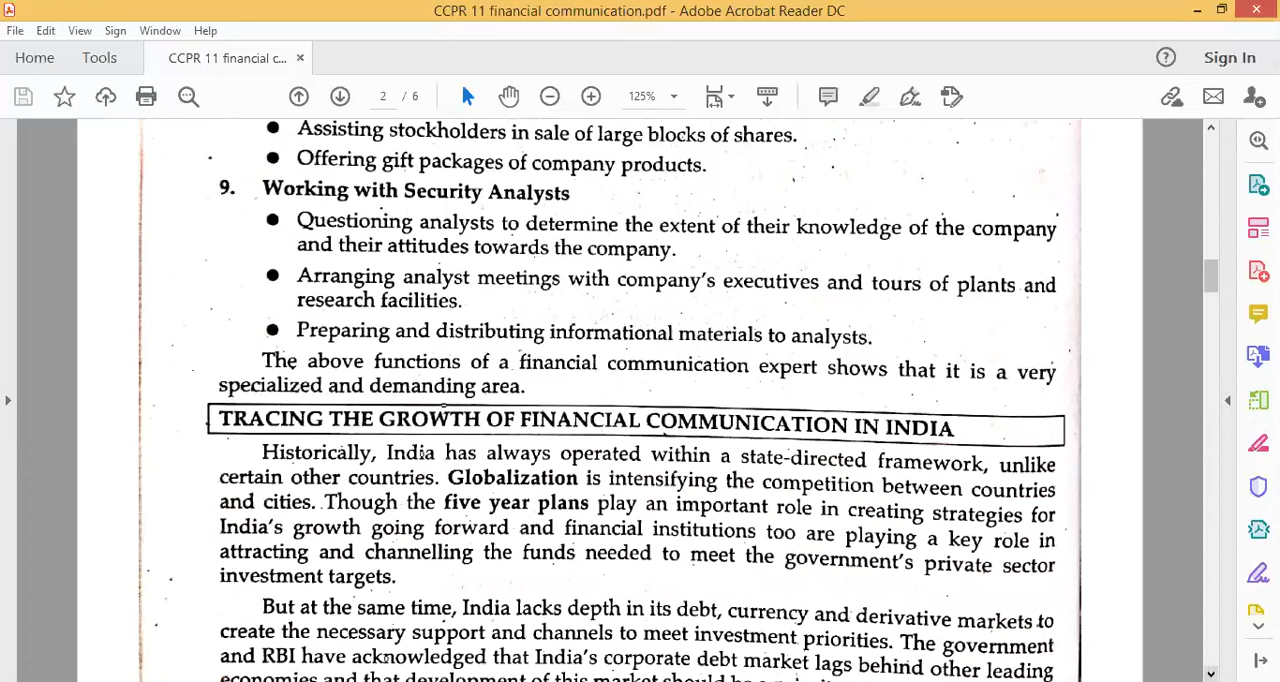 CCPR 11 financial communication.pdf - Adobe Acrobat Reader DC
File Edit View Sign Window Help
Home Tools CCPR 11 financial c... × Sign In
2 / 6 125%
● Assisting stockholders in sale of large blocks of shares.
● Offering gift packages of company products.
9. Working with Security Analysts
● Questioning analysts to determine the extent of their knowledge of the company
and their attitudes towards the company.
● Arranging analyst meetings with company's executives and tours of plants and
research facilities.
● Preparing and distributing informational materials to analysts.
The above functions of a financial communication expert shows that it is a very
specialized and demanding area.
TRACING THE GROWTH OF FINANCIAL COMMUNICATION IN INDIA
Historically, India has always operated within a state-directed framework, unlike
certain other countries. Globalization is intensifying the competition between countries
and cities. Though the five year plans play an important role in creating strategies for
India's growth going forward and financial institutions too are playing a key role in
attracting and channelling the funds needed to meet the government's private sector
investment targets.
But at the same time, India lacks depth in its debt, currency and derivative markets to
create the necessary support and channels to meet investment priorities. The government
and RBI have acknowledged that India's corporate debt market lags behind other leading
economies and that development of this market should be a